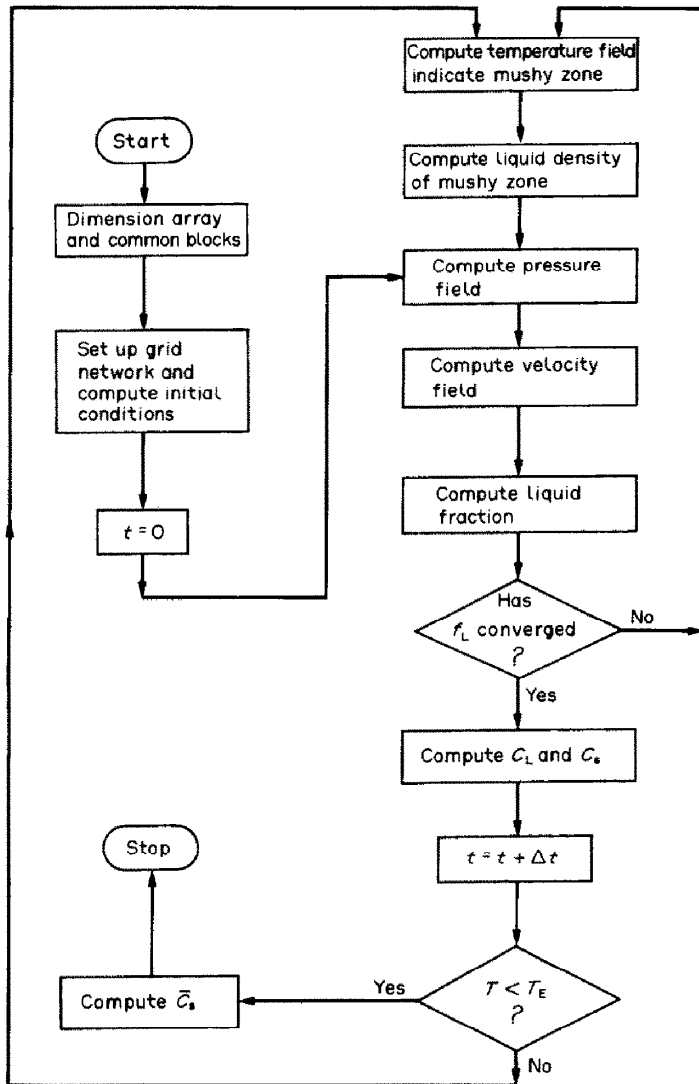 Start
Dimension array
and common blocks
Set up grid
network and
compute initial
conditions
t = 0
Compute temperature field
indicate mushy zone
Compute liquid density
of mushy zone
Compute pressure
field
Compute velocity
field
Compute liquid
fraction
Has
f_L converged
?
No
Yes
Compute C_L and C_s
t = t + Δt
T < T_E
?
Yes
No
Compute C̄_s
Stop